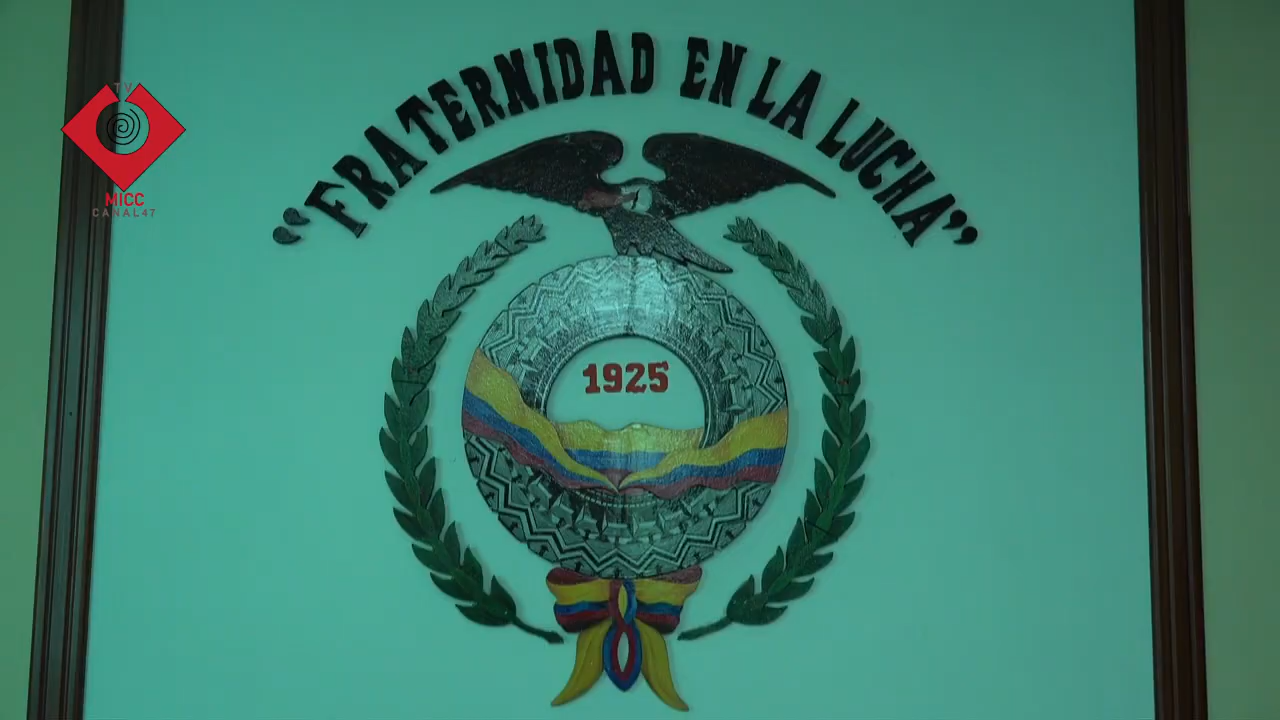 “FRATERNIDAD EN LA LUCHA”
TV
MICC
CANAL47
1925